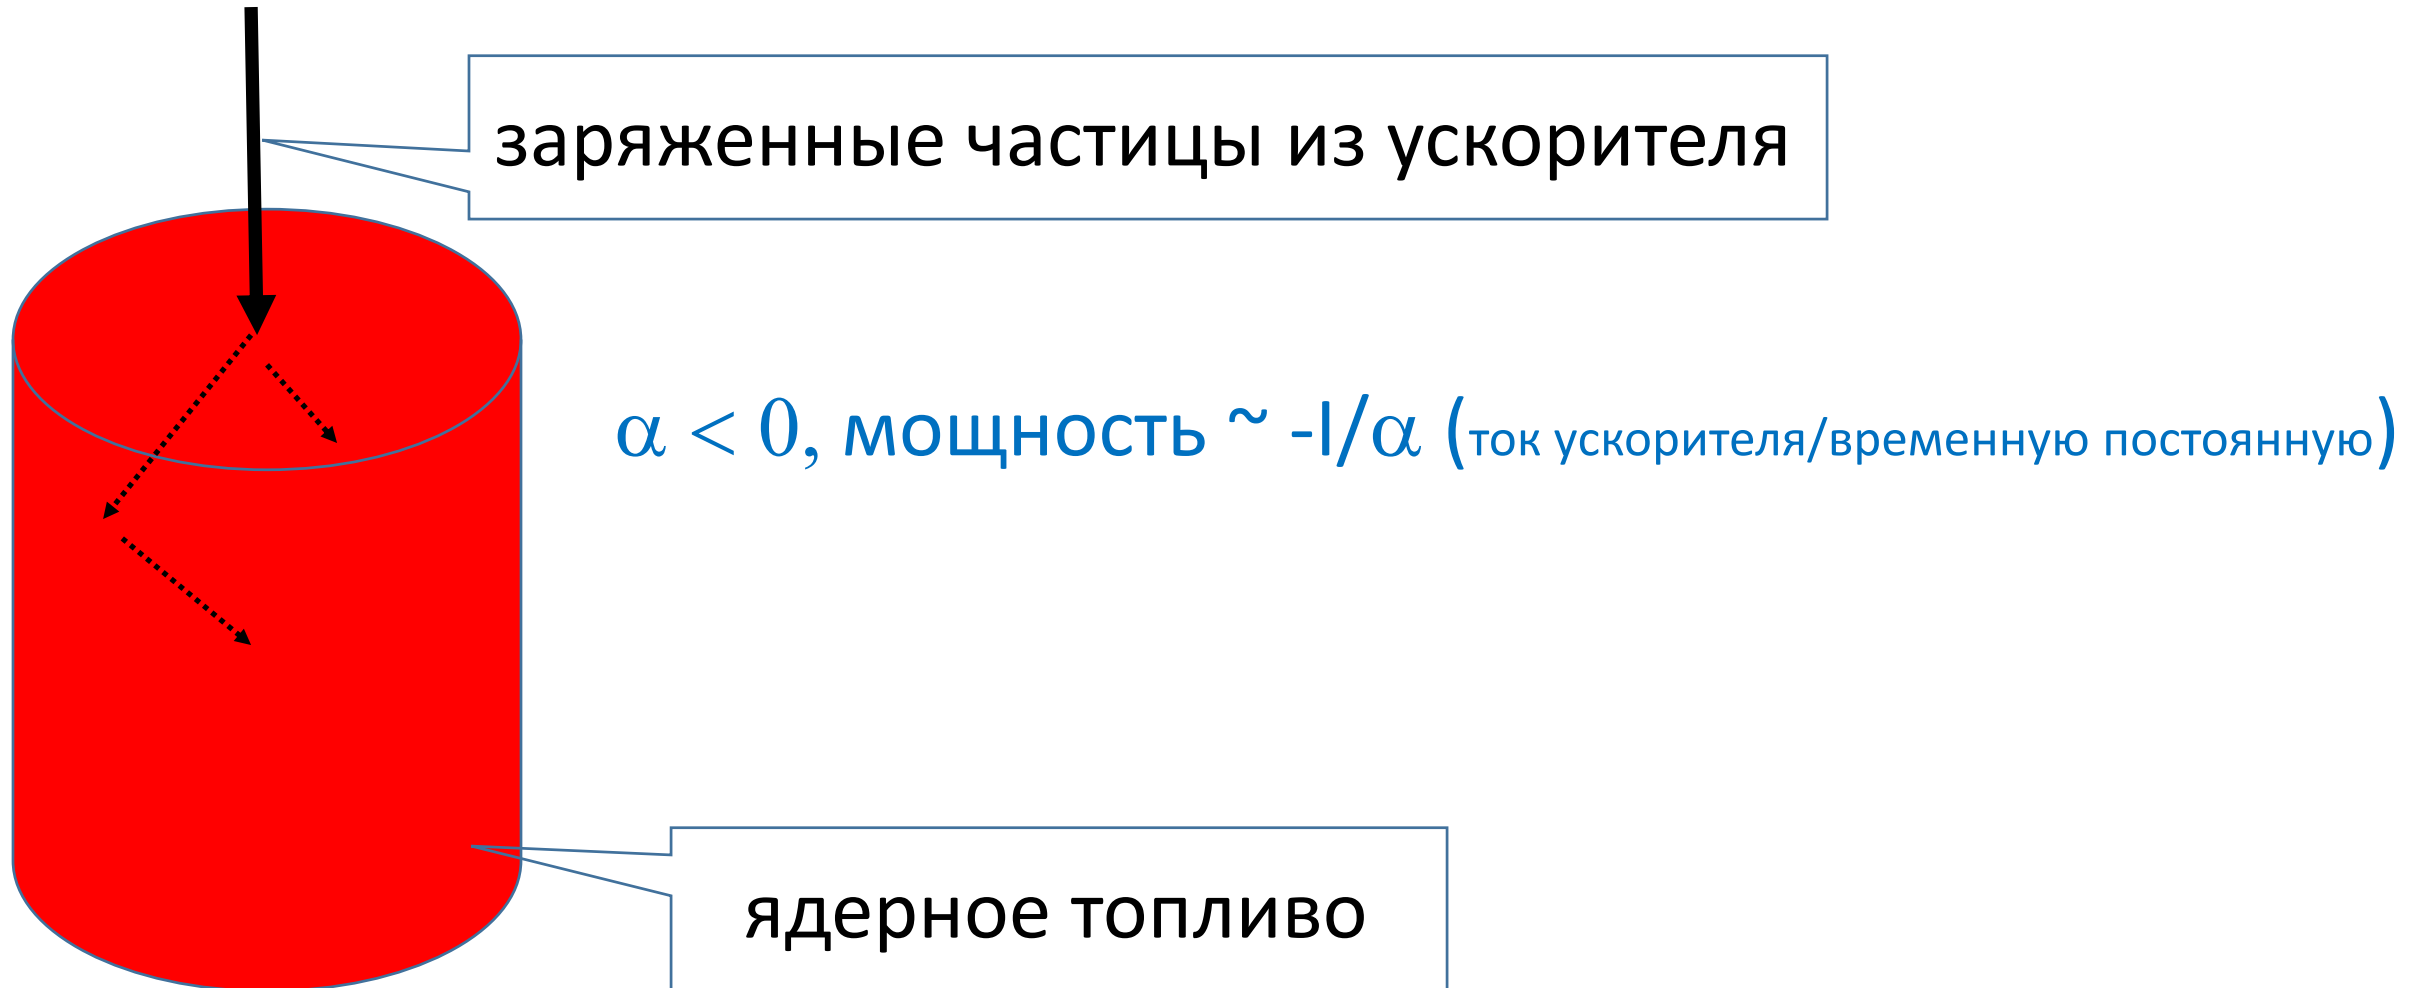 заряженные частицы из ускорителя
α < 0, мощность ~ -I/α (ток ускорителя/временную постоянную)
ядерное топливо